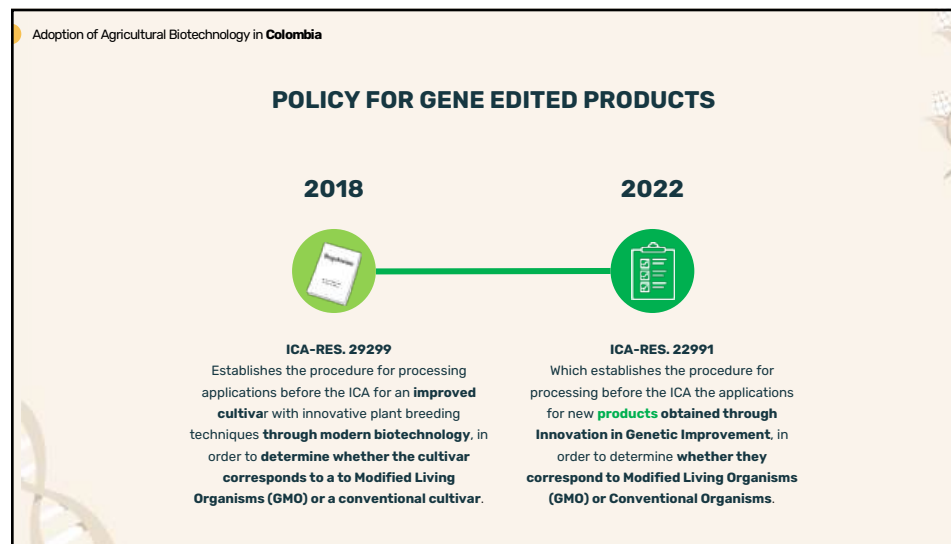 Adoption of Agricultural Biotechnology in Colombia
POLICY FOR GENE EDITED PRODUCTS
2018
2022
ICA-RES. 29299
Establishes the procedure for processing
applications before the ICA for an improved
cultivar with innovative plant breeding
techniques through modern biotechnology, in
order to determine whether the cultivar
corresponds to a to Modified Living
Organisms (GMO) or a conventional cultivar.
ICA-RES. 22991
Which establishes the procedure for
processing before the ICA the applications
for new products obtained through
Innovation in Genetic Improvement, in
order to determine whether they
correspond to Modified Living Organisms
(GMO) or Conventional Organisms.